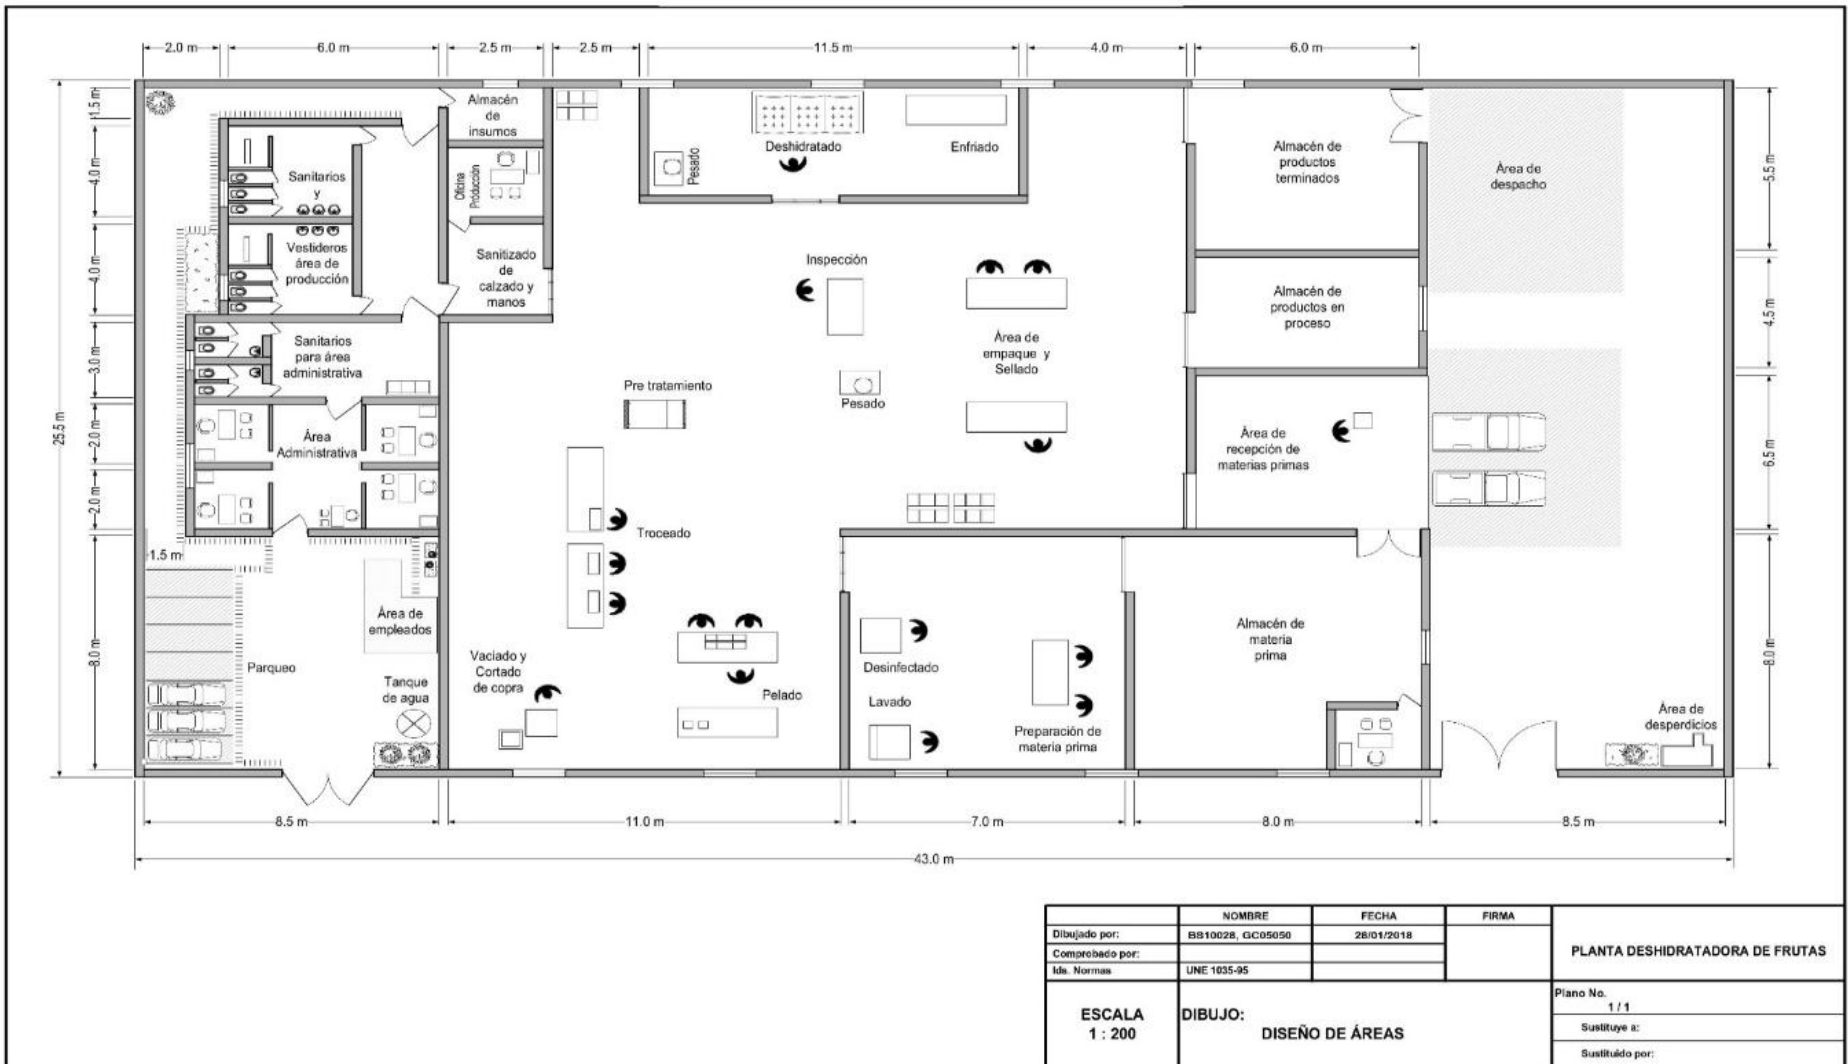 2.0 m
6.0 m
2.5 m
2.5 m
11.5 m
4.0 m
6.0 m
25.5 m
1.5 m
4.0 m
4.0 m
3.0 m
2.0 m
2.0 m
8.0 m
Almacén
de
insumos
Oficina
Producción
Sanitarios
y
Vestideros
área de
producción
Sanitizado
de
calzado y
manos
Sanitarios
para área
administrativa
Área
Administrativa
1.5 m
Parqueo
Área de
empleados
Tanque
de agua
Pesado
Deshidratado
Enfriado
Inspección
Área de
empaque y
Sellado
Pre tratamiento
Pesado
Troceado
Vaciado y
Cortado
de copra
Pelado
Desinfectado
Lavado
Preparación de
materia prima
Almacén de
productos
terminados
Almacén de
productos en
proceso
Área de
recepción de
materias primas
Almacén de
materia
prima
Área de
despacho
Área de
desperdicios
5.5 m
4.5 m
6.5 m
8.0 m
8.5 m
11.0 m
7.0 m
8.0 m
8.5 m
43.0 m
NOMBRE
FECHA
FIRMA
Dibujado por:
BB10028, GC05050
28/01/2018
Comprobado por:
Ids. Normas
UNE 1035-95
PLANTA DESHIDRATADORA DE FRUTAS
ESCALA
1 : 200
DIBUJO:
DISEÑO DE ÁREAS
Plano No.
1 / 1
Sustituye a:
Sustituido por: